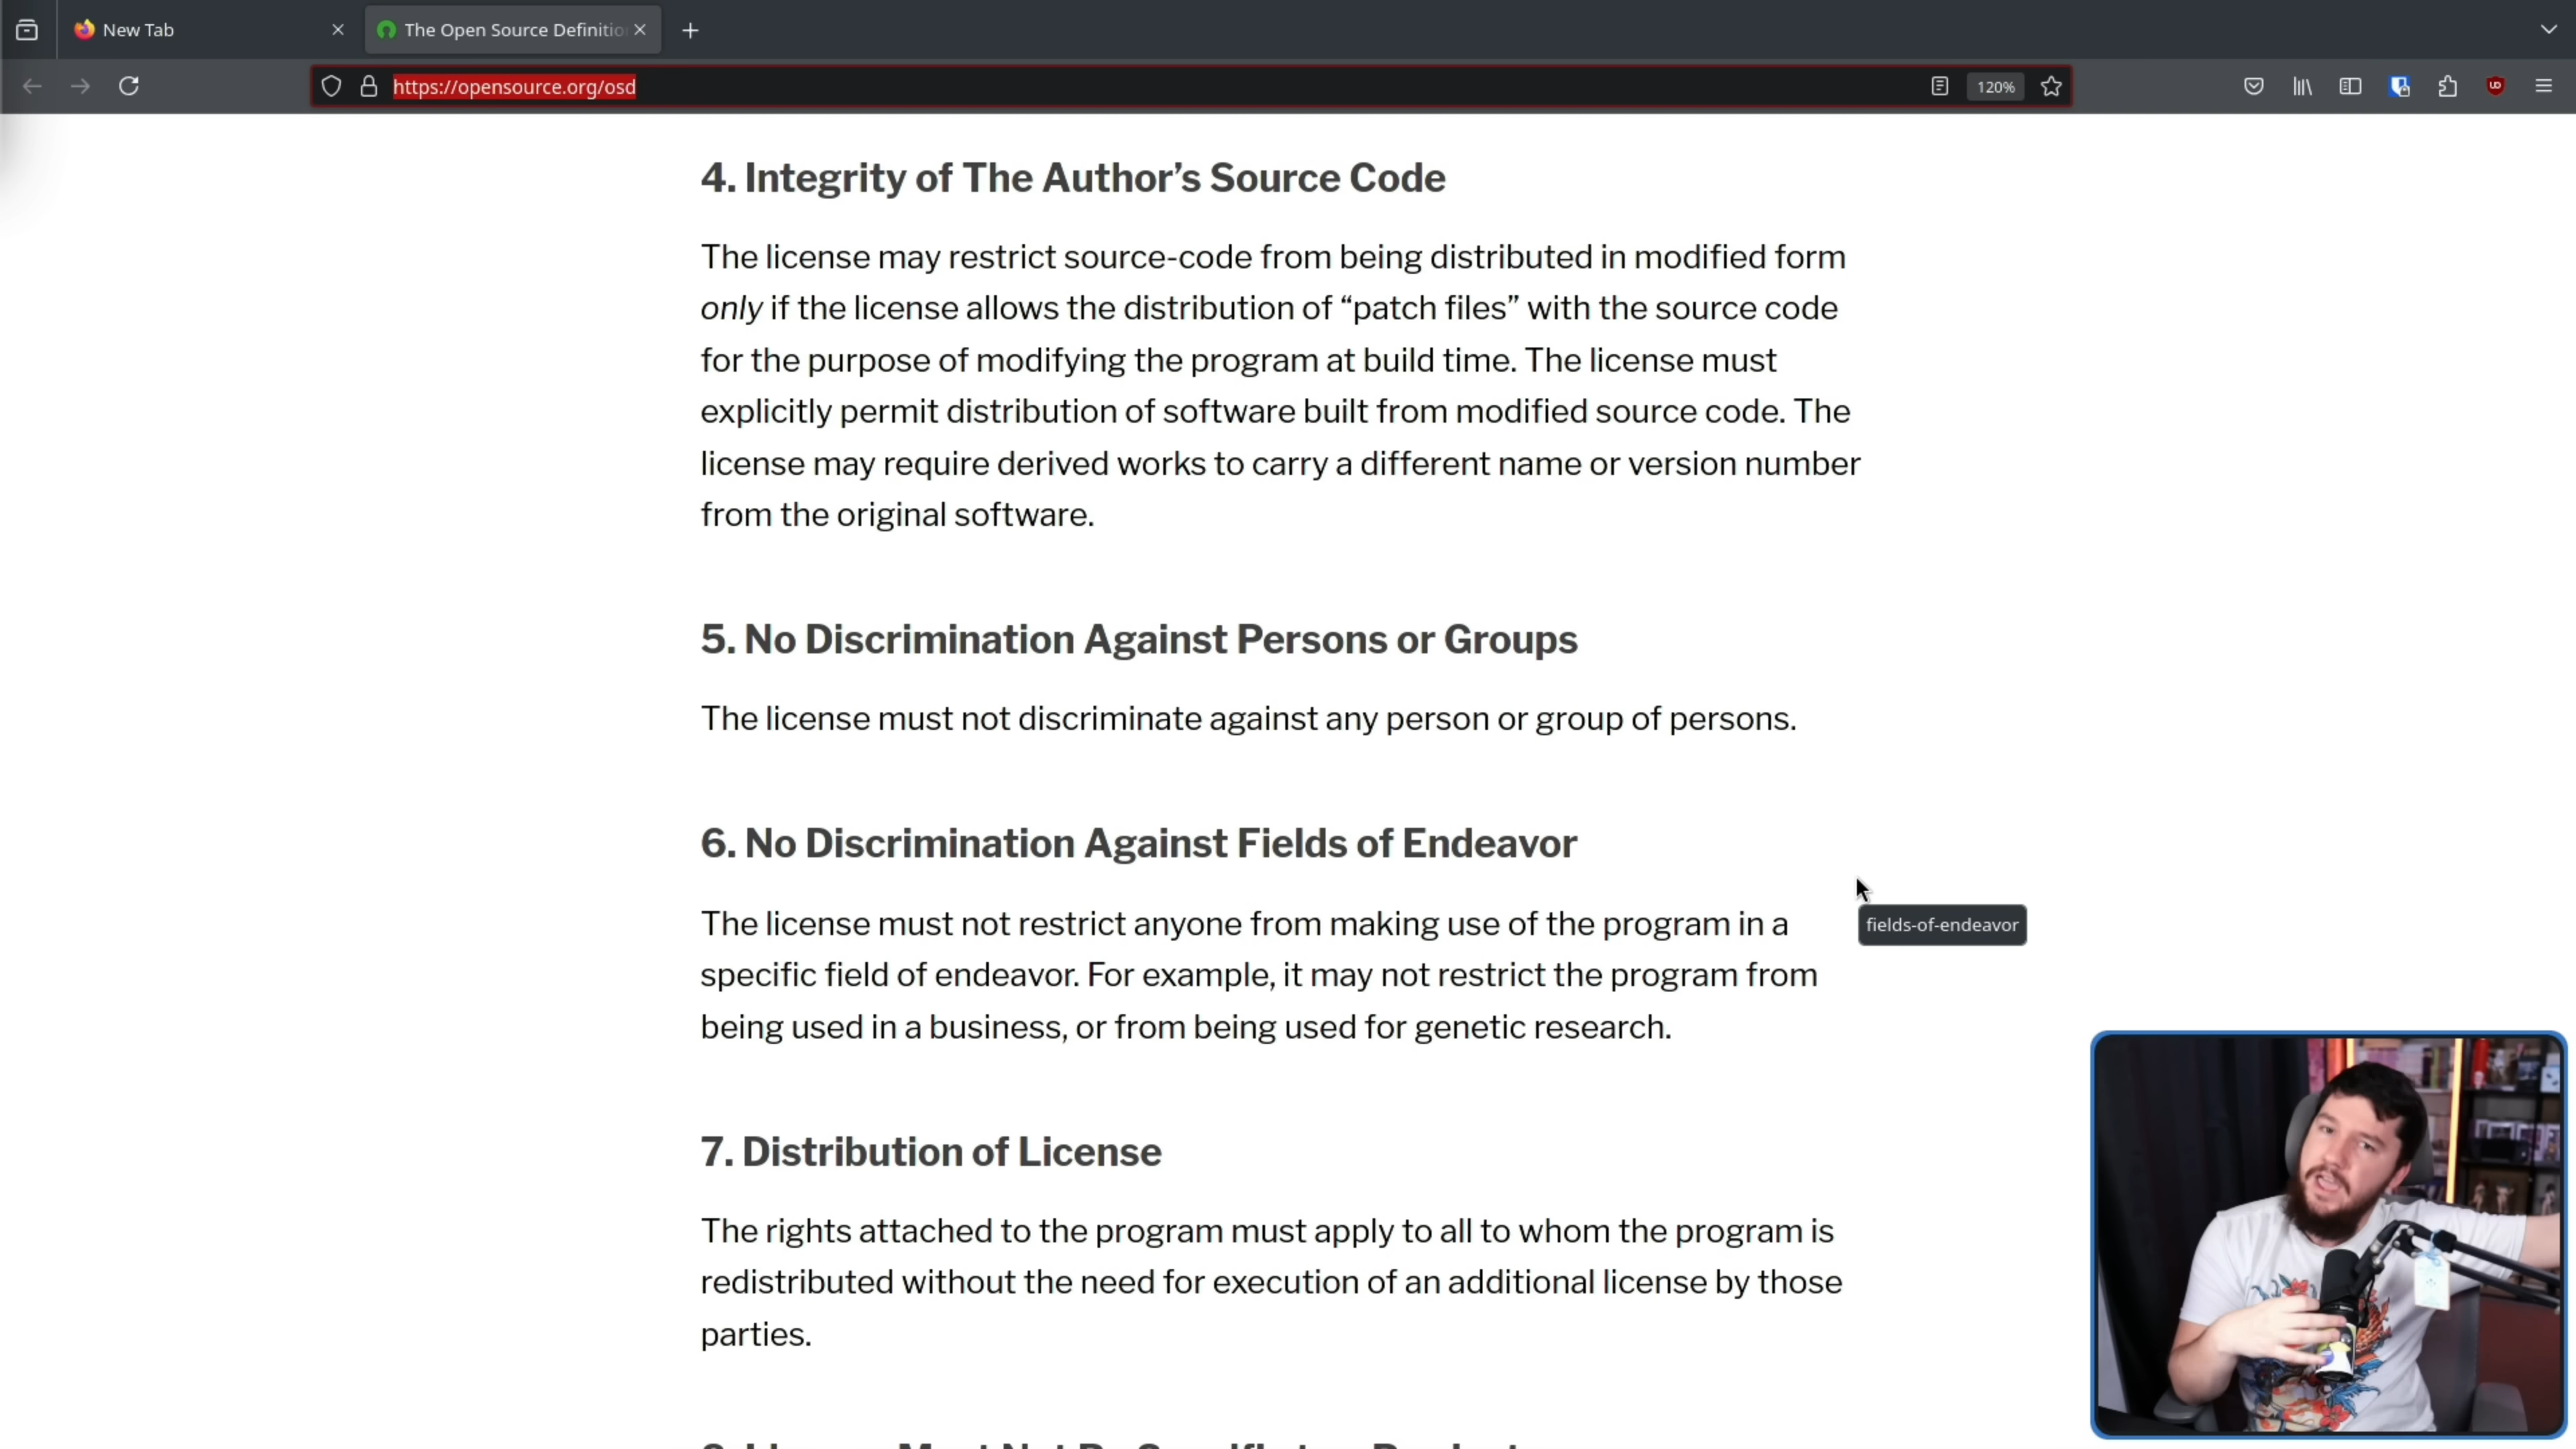 New Tab
The Open Source Definitio
https://opensource.org/osd
120%
4. Integrity of The Author’s Source Code
The license may restrict source-code from being distributed in modified form
only if the license allows the distribution of “patch files” with the source code
for the purpose of modifying the program at build time. The license must
explicitly permit distribution of software built from modified source code. The
license may require derived works to carry a different name or version number
from the original software.
5. No Discrimination Against Persons or Groups
The license must not discriminate against any person or group of persons.
6. No Discrimination Against Fields of Endeavor
fields-of-endeavor
The license must not restrict anyone from making use of the program in a
specific field of endeavor. For example, it may not restrict the program from
being used in a business, or from being used for genetic research.
7. Distribution of License
The rights attached to the program must apply to all to whom the program is
redistributed without the need for execution of an additional license by those
parties.